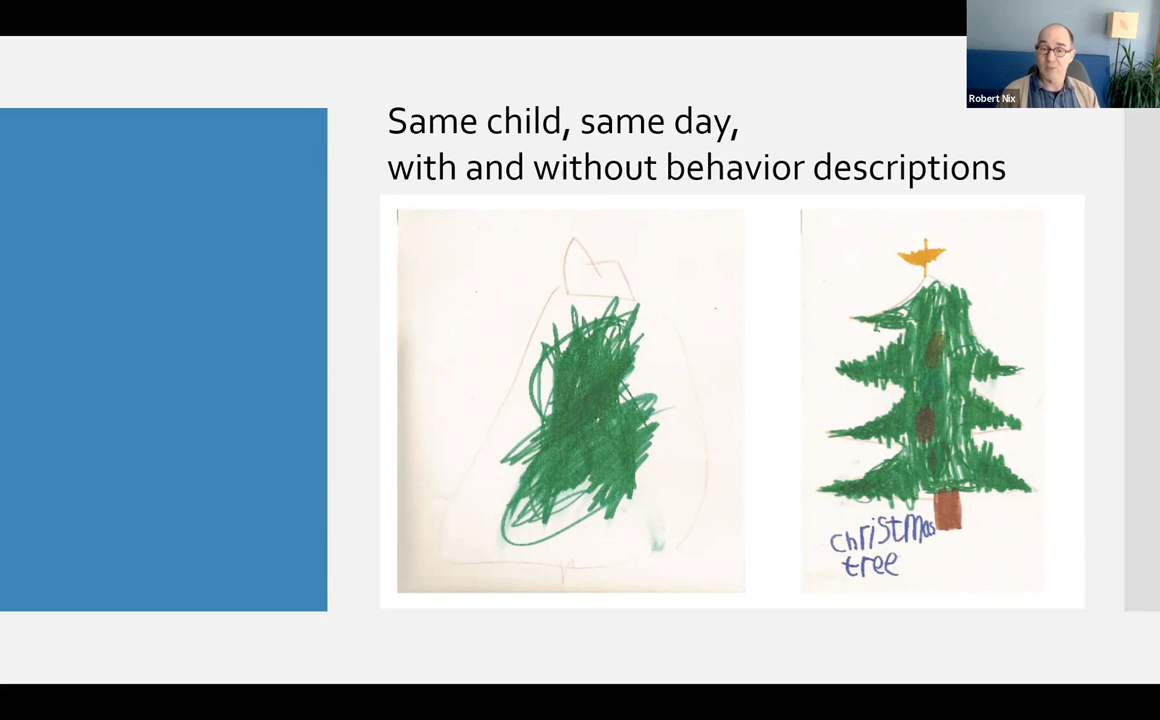 Robert Nix
Same child, same day,
with and without behavior descriptions
christmas
tree